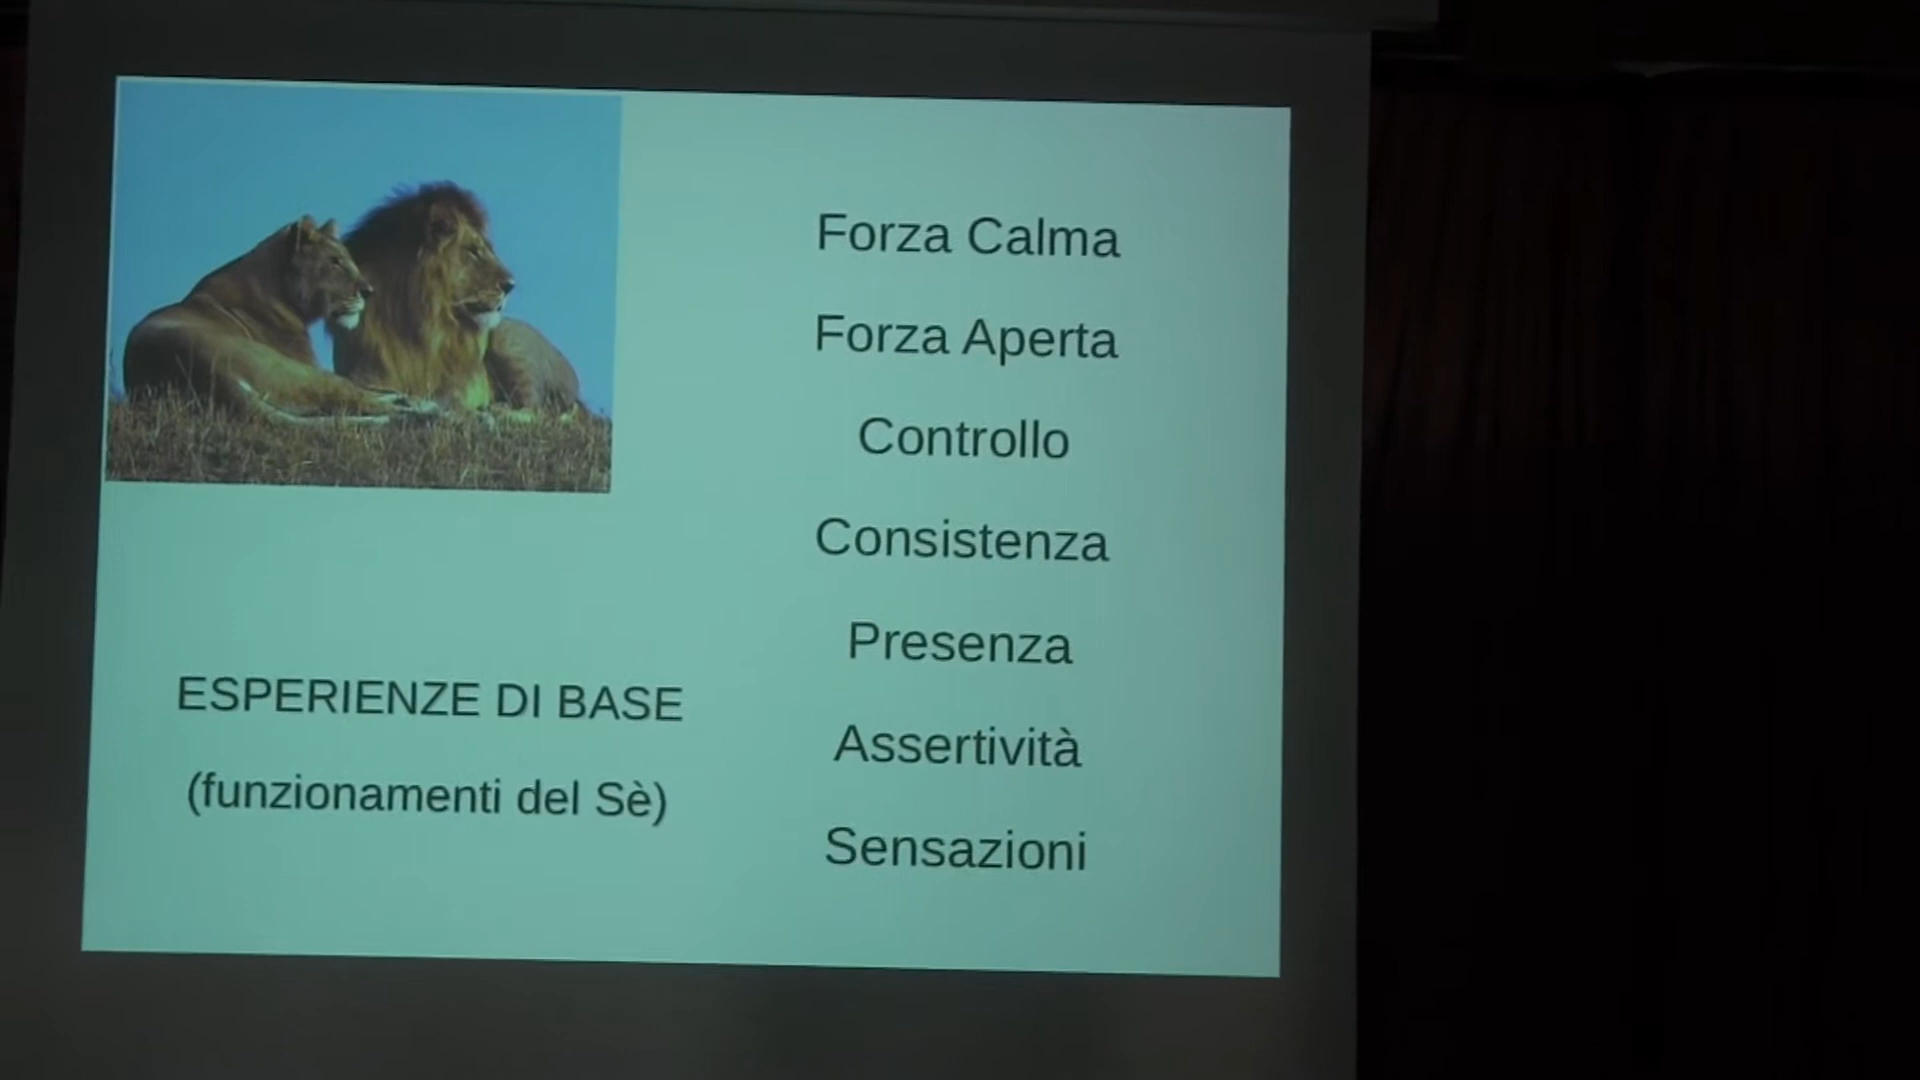 Forza Calma
Forza Aperta
Controllo
Consistenza
Presenza
Assertività
Sensazioni
ESPERIENZE DI BASE
(funzionamenti del Sè)